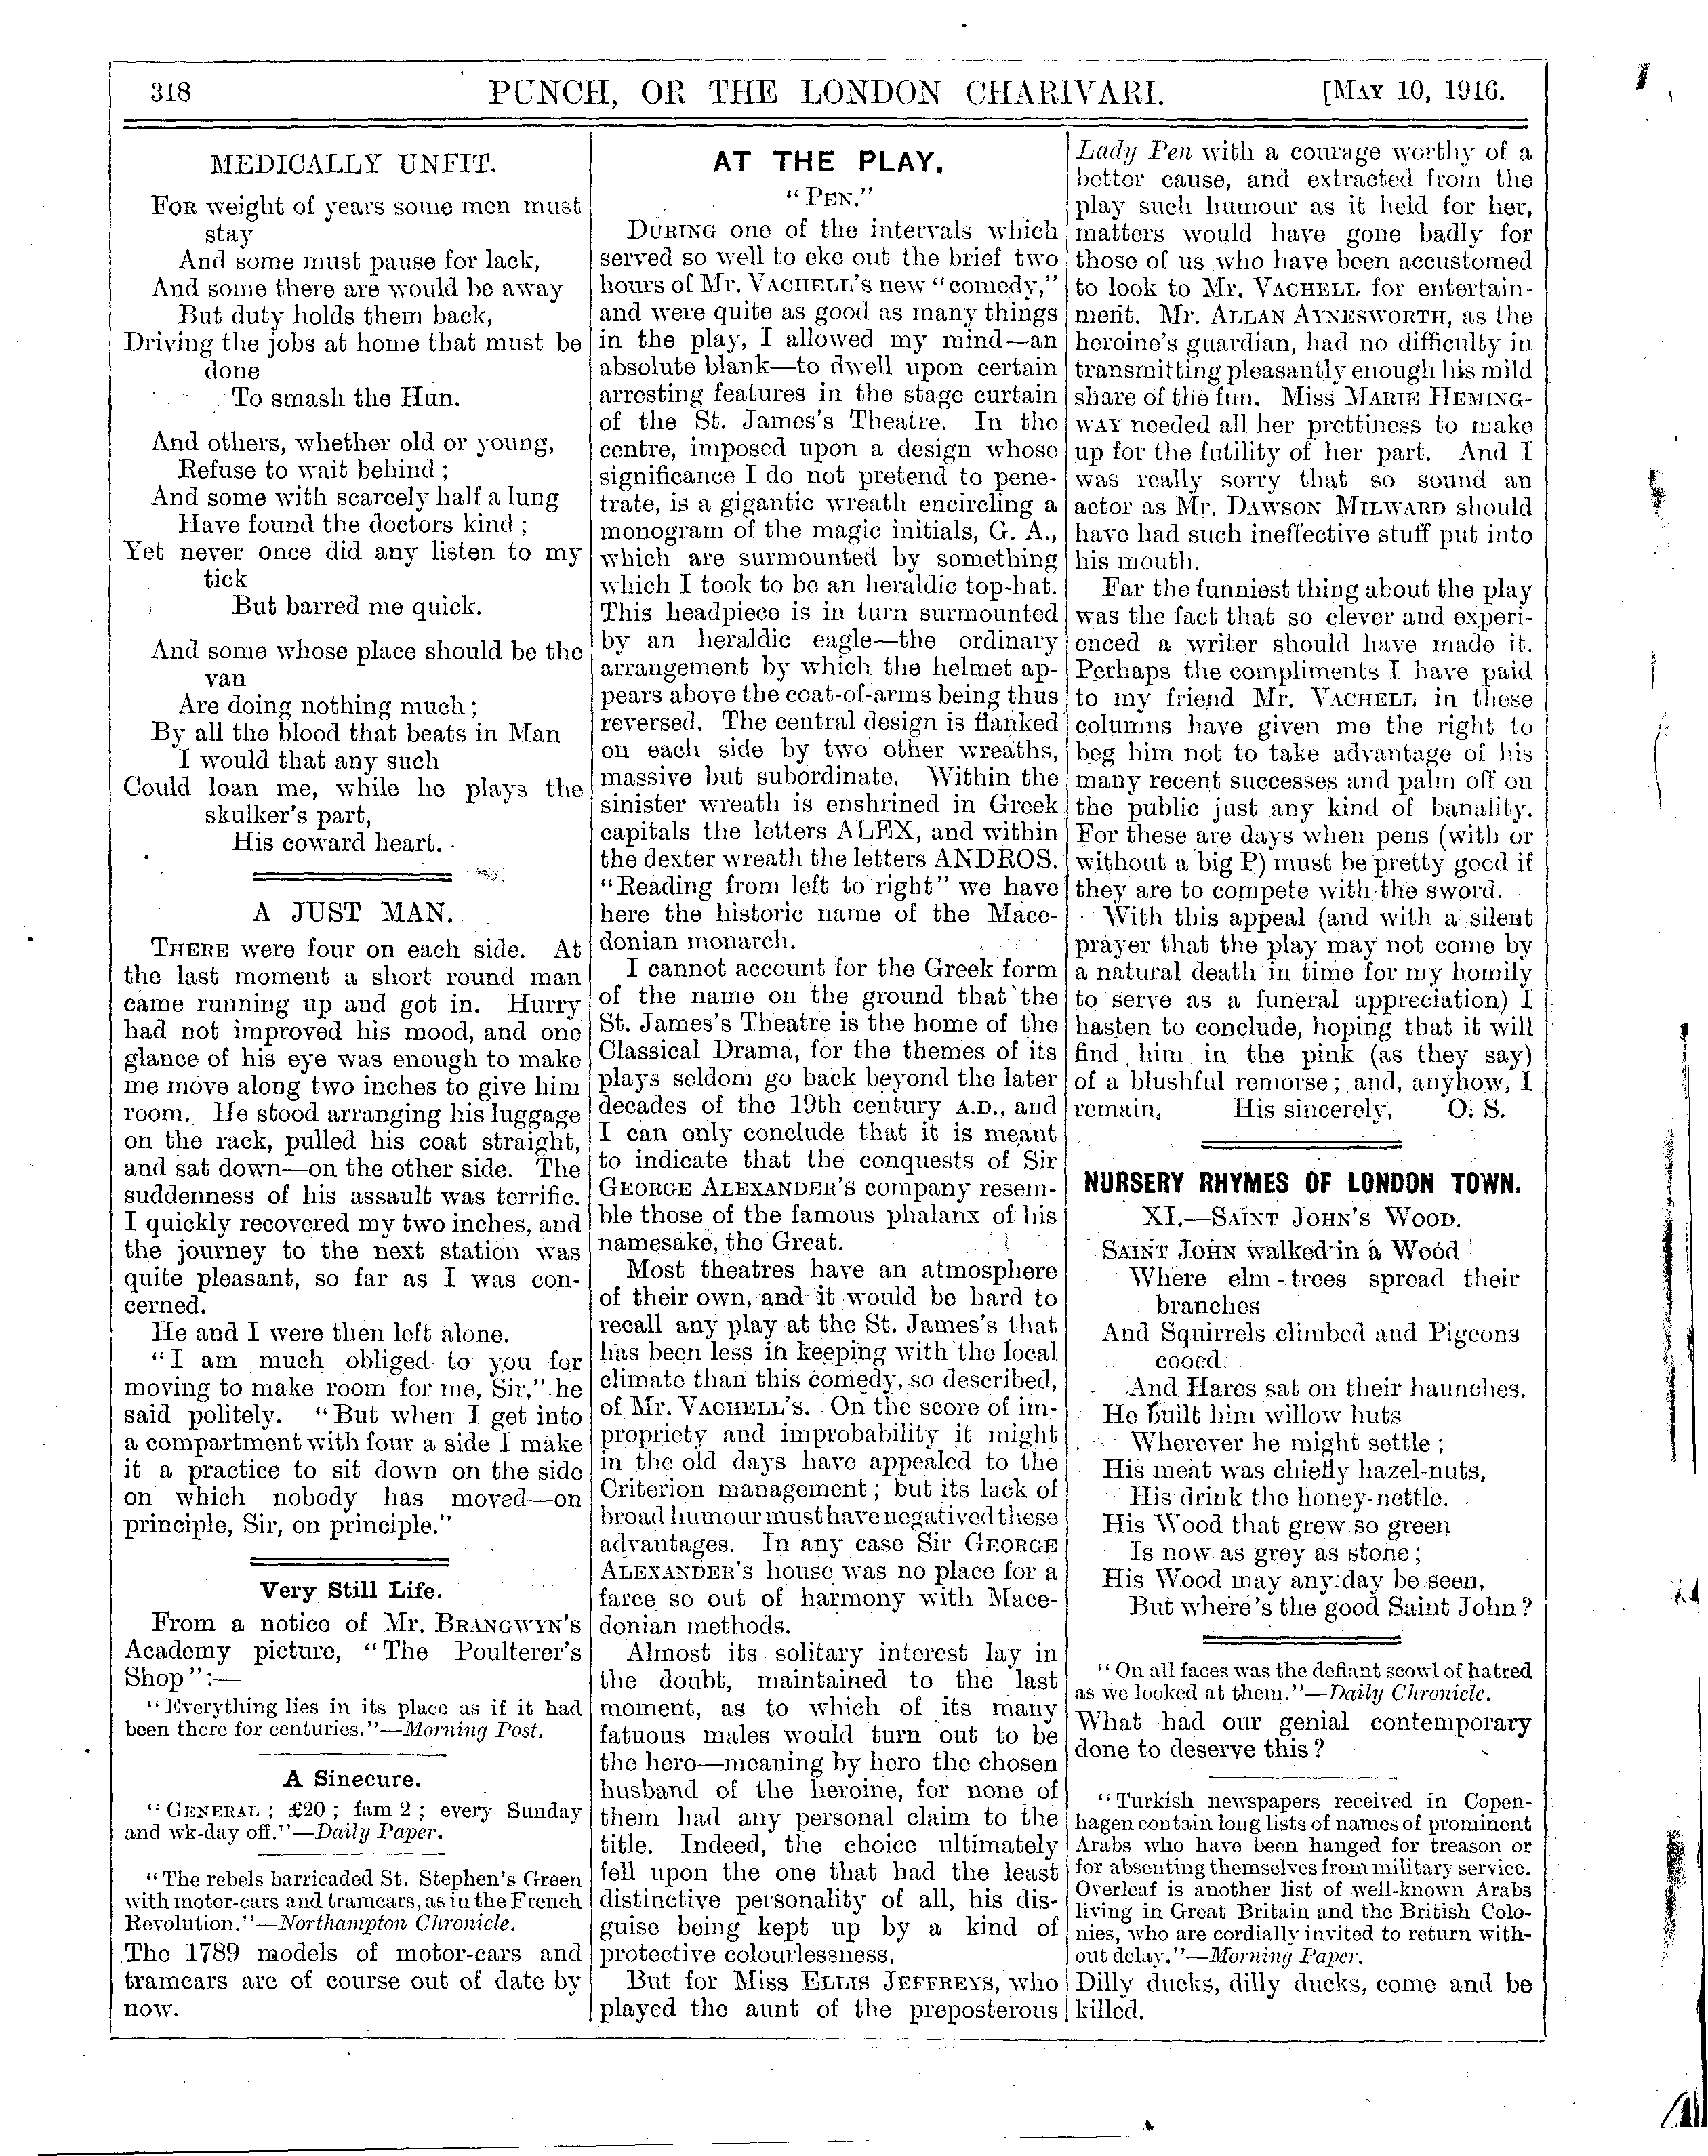 318 PUNCH, OR THE LONDON CHARIVARI. [MAY 10, 1916.
MEDICALLY UNFIT.
FOR weight of years some men must
stay
And some must pause for lack,
And some there are would be away
But duty holds them back,
Driving the jobs at home that must be
done
To smash the Hun.
And others, whether old or young,
Refuse to wait behind ;
And some with scarcely half a lung
Have found the doctors kind ;
Yet never once did any listen to my
tick
But barred me quick.
And some whose place should be the
van
Are doing nothing much ;
By all the blood that beats in Man
I would that any such
Could loan me, while he plays the
skulker's part,
His coward heart.
A JUST MAN.
THERE were four on each side. At
the last moment a short round man
came running up and got in. Hurry
had not improved his mood, and one
glance of his eye was enough to make
me move along two inches to give him
room. He stood arranging his luggage
on the rack, pulled his coat straight,
and sat down—on the other side. The
suddenness of his assault was terrific.
I quickly recovered my two inches, and
the journey to the next station was
quite pleasant, so far as I was con-
cerned.
He and I were then left alone.
"I am much obliged to you for
moving to make room for me, Sir," he
said politely. "But when I get into
a compartment with four a side I make
it a practice to sit down on the side
on which nobody has moved—on
principle, Sir, on principle."
Very Still Life.
From a notice of Mr. BRANGWYN'S
Academy picture, "The Poulterer's
Shop":—
"Everything lies in its place as if it had
been there for centuries."—Morning Post.
A Sinecure.
"GENERAL ; £20 ; fam 2 ; every Sunday
and wk-day off."—Daily Paper.
"The rebels barricaded St. Stephen's Green
with motor-cars and tramcars, as in the French
Revolution."—Northampton Chronicle.
The 1789 models of motor-cars and
tramcars are of course out of date by
now.
AT THE PLAY.
"PEN."
DURING one of the intervals which
served so well to eke out the brief two
hours of Mr. VACHELL'S new "comedy,"
and were quite as good as many things
in the play, I allowed my mind—an
absolute blank—to dwell upon certain
arresting features in the stage curtain
of the St. James's Theatre. In the
centre, imposed upon a design whose
significance I do not pretend to pene-
trate, is a gigantic wreath encircling a
monogram of the magic initials, G. A.,
which are surmounted by something
which I took to be an heraldic top-hat.
This headpiece is in turn surmounted
by an heraldic eagle—the ordinary
arrangement by which the helmet ap-
pears above the coat-of-arms being thus
reversed. The central design is flanked
on each side by two other wreaths,
massive but subordinate. Within the
sinister wreath is enshrined in Greek
capitals the letters ALEX, and within
the dexter wreath the letters ANDROS.
"Reading from left to right" we have
here the historic name of the Mace-
donian monarch.
I cannot account for the Greek form
of the name on the ground that the
St. James's Theatre is the home of the
Classical Drama, for the themes of its
plays seldom go back beyond the later
decades of the 19th century A.D., and
I can only conclude that it is meant
to indicate that the conquests of Sir
GEORGE ALEXANDER'S company resem-
ble those of the famous phalanx of his
namesake, the Great.
Most theatres have an atmosphere
of their own, and it would be hard to
recall any play at the St. James's that
has been less in keeping with the local
climate than this comedy, so described,
of Mr. VACHELL'S. On the score of im-
propriety and improbability it might
in the old days have appealed to the
Criterion management ; but its lack of
broad humour must have negatived these
advantages. In any case Sir GEORGE
ALEXANDER'S house was no place for a
farce so out of harmony with Mace-
donian methods.
Almost its solitary interest lay in
the doubt, maintained to the last
moment, as to which of its many
fatuous males would turn out to be
the hero—meaning by hero the chosen
husband of the heroine, for none of
them had any personal claim to the
title. Indeed, the choice ultimately
fell upon the one that had the least
distinctive personality of all, his dis-
guise being kept up by a kind of
protective colourlessness.
But for Miss ELLIS JEFFREYS, who
played the aunt of the preposterous
Lady Pen with a courage worthy of a
better cause, and extracted from the
play such humour as it held for her,
matters would have gone badly for
those of us who have been accustomed
to look to Mr. VACHELL for entertain-
ment. Mr. ALLAN AYNESWORTH, as the
heroine's guardian, had no difficulty in
transmitting pleasantly enough his mild
share of the fun. Miss MARIE HEMING-
WAY needed all her prettiness to make
up for the futility of her part. And I
was really sorry that so sound an
actor as Mr. DAWSON MILWARD should
have had such ineffective stuff put into
his mouth.
Far the funniest thing about the play
was the fact that so clever and experi-
enced a writer should have made it.
Perhaps the compliments I have paid
to my friend Mr. VACHELL in these
columns have given me the right to
beg him not to take advantage of his
many recent successes and palm off on
the public just any kind of banality.
For these are days when pens (with or
without a big P) must be pretty good if
they are to compete with the sword.
With this appeal (and with a silent
prayer that the play may not come by
a natural death in time for my homily
to serve as a funeral appreciation) I
hasten to conclude, hoping that it will
find him in the pink (as they say)
of a blushful remorse; and, anyhow, I
remain, His sincerely, O. S.
NURSERY RHYMES OF LONDON TOWN.
XI.—SAINT JOHN'S WOOD.
SAINT JOHN walked in a Wood
Where elm-trees spread their
branches
And Squirrels climbed and Pigeons
cooed
And Hares sat on their haunches.
He built him willow huts
Wherever he might settle ;
His meat was chiefly hazel-nuts,
His drink the honey-nettle.
His Wood that grew so green
Is now as grey as stone ;
His Wood may any day be seen,
But where's the good Saint John?
"On all faces was the defiant scowl of hatred
as we looked at them."—Daily Chronicle.
What had our genial contemporary
done to deserve this?
"Turkish newspapers received in Copen-
hagen contain long lists of names of prominent
Arabs who have been hanged for treason or
for absenting themselves from military service.
Overleaf is another list of well-known Arabs
living in Great Britain and the British Colo-
nies, who are cordially invited to return with-
out delay."—Morning Paper.
Dilly ducks, dilly ducks, come and be
killed.